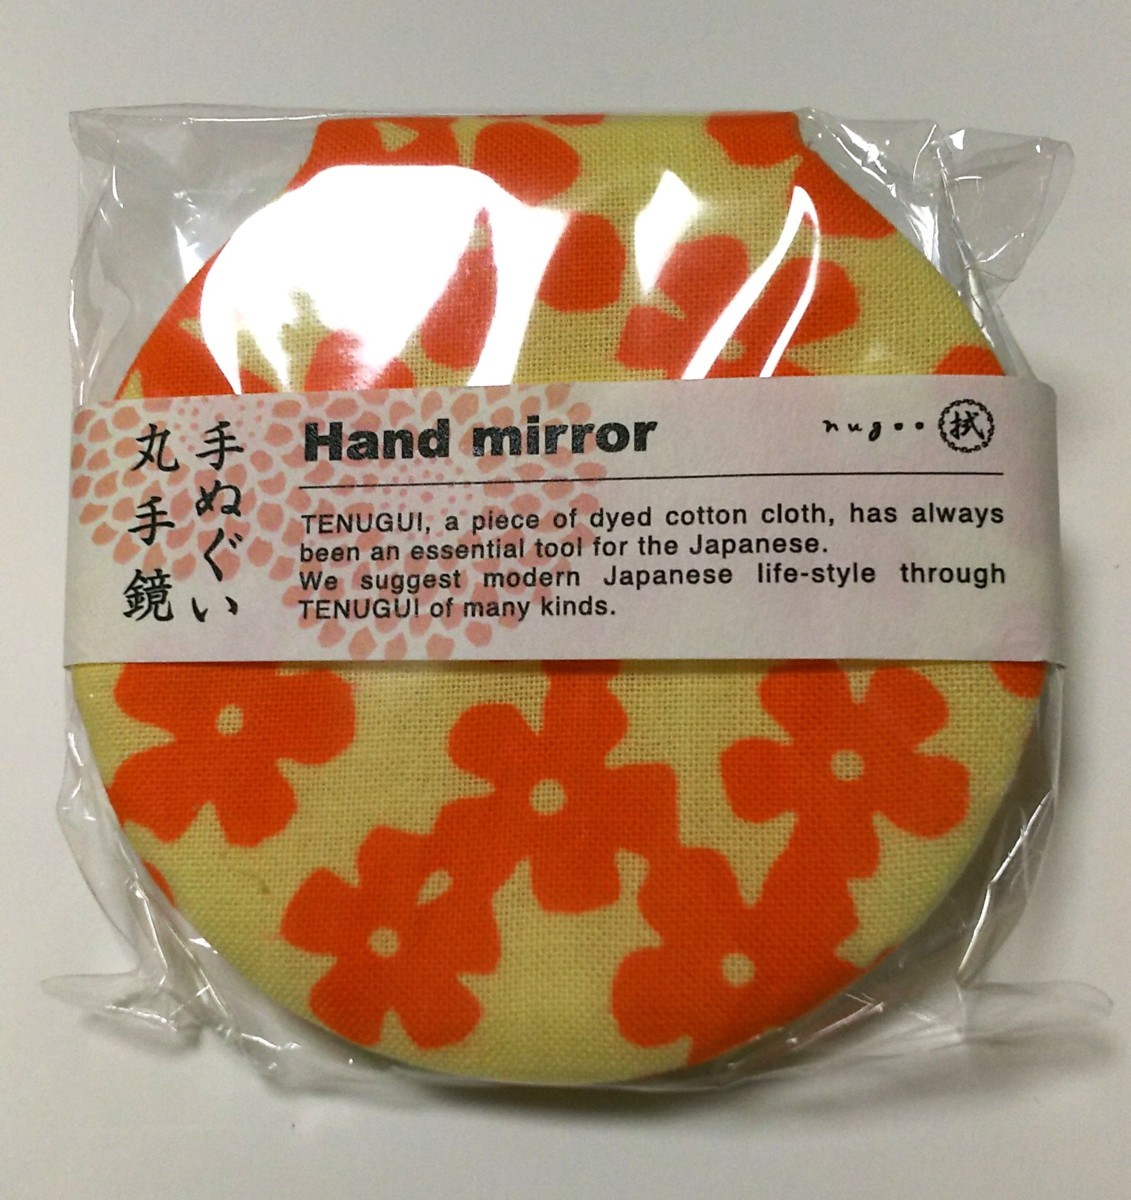 手ぬぐい
丸手鏡
Hand mirror
nugoo 拭
TENUGUI, a piece of dyed cotton cloth, has always
been an essential tool for the Japanese.
We suggest modern Japanese life-style through
TENUGUI of many kinds.